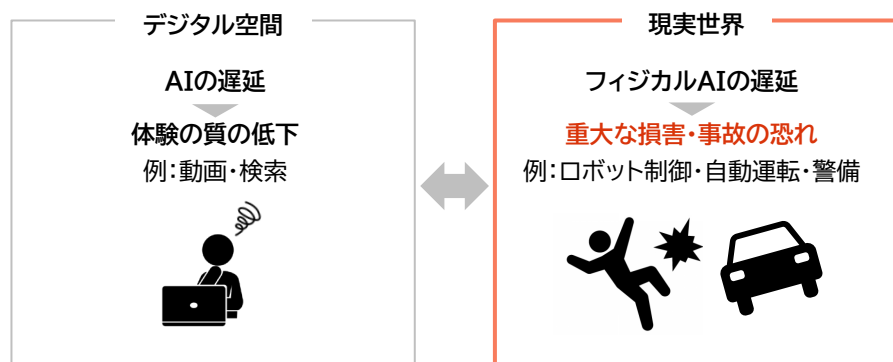 デジタル空間
AIの遅延
体験の質の低下
例：動画・検索
現実世界
フィジカルAIの遅延
重大な損害・事故の恐れ
例：ロボット制御・自動運転・警備